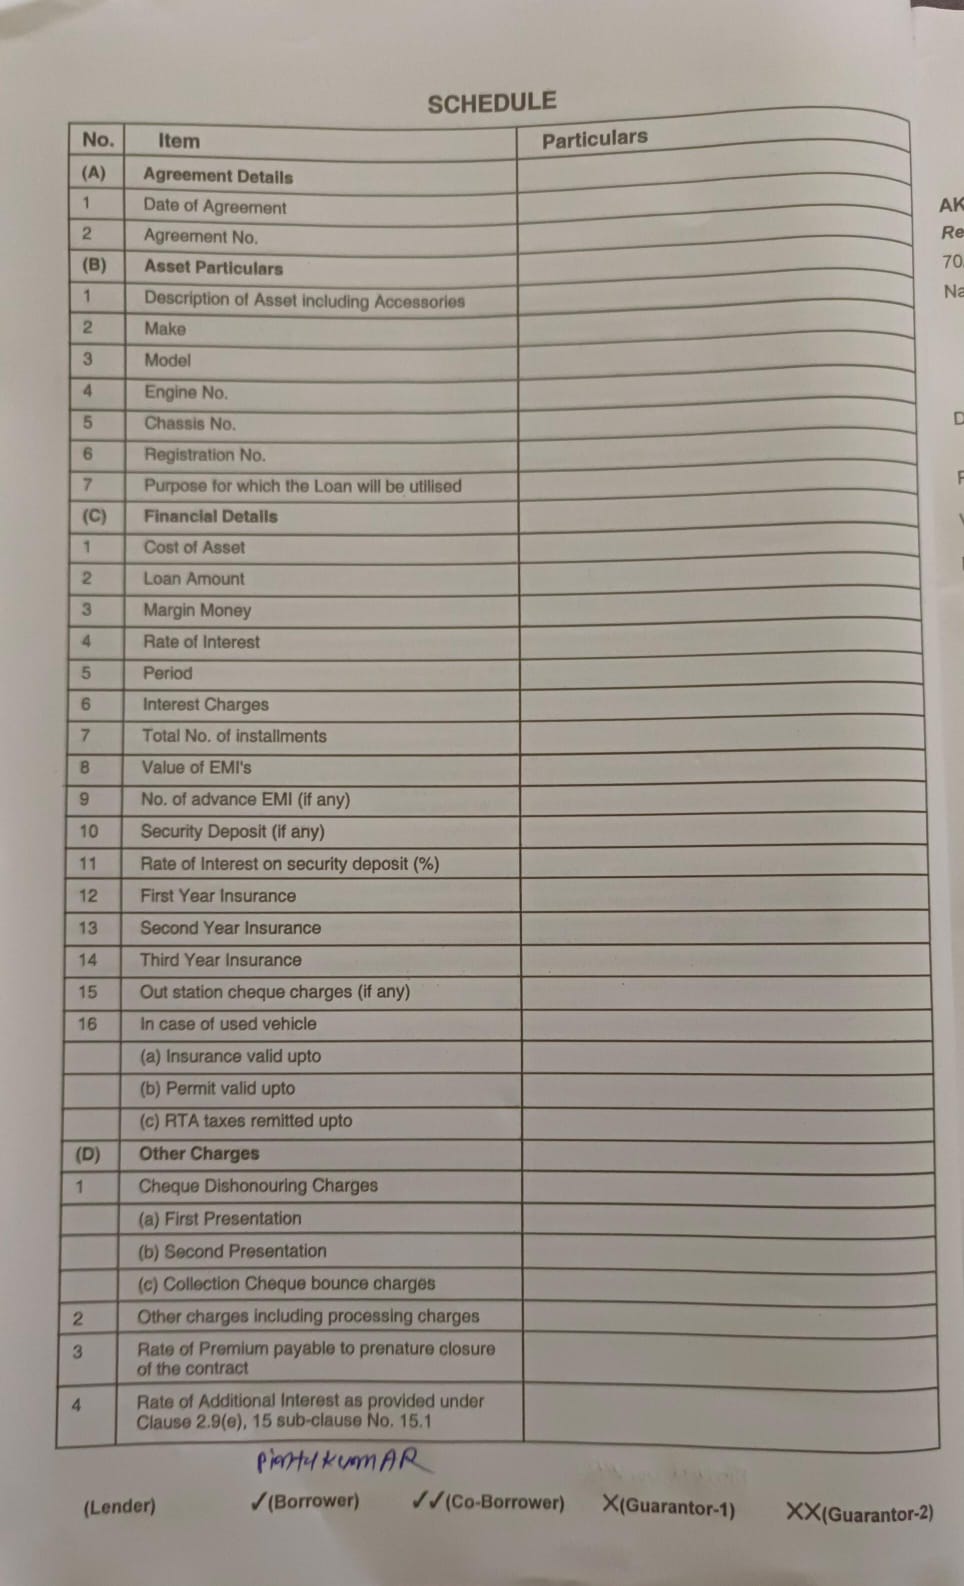 SCHEDULE
No. Item Particulars
(A) Agreement Details
1 Date of Agreement
2 Agreement No.
(B) Asset Particulars
1 Description of Asset including Accessories
2 Make
3 Model
4 Engine No.
5 Chassis No.
6 Registration No.
7 Purpose for which the Loan will be utilised
(C) Financial Details
1 Cost of Asset
2 Loan Amount
3 Margin Money
4 Rate of Interest
5 Period
6 Interest Charges
7 Total No. of installments
8 Value of EMI's
9 No. of advance EMI (if any)
10 Security Deposit (if any)
11 Rate of Interest on security deposit (%)
12 First Year Insurance
13 Second Year Insurance
14 Third Year Insurance
15 Out station cheque charges (if any)
16 In case of used vehicle
(a) Insurance valid upto
(b) Permit valid upto
(c) RTA taxes remitted upto
(D) Other Charges
1 Cheque Dishonouring Charges
(a) First Presentation
(b) Second Presentation
(c) Collection Cheque bounce charges
2 Other charges including processing charges
3 Rate of Premium payable to prenature closure
of the contract
4 Rate of Additional Interest as provided under
Clause 2.9(e), 15 sub-clause No. 15.1
KumAR
(Lender) ✓(Borrower) ✓✓(Co-Borrower) X(Guarantor-1) XX(Guarantor-2)
AK
Re
70
Na